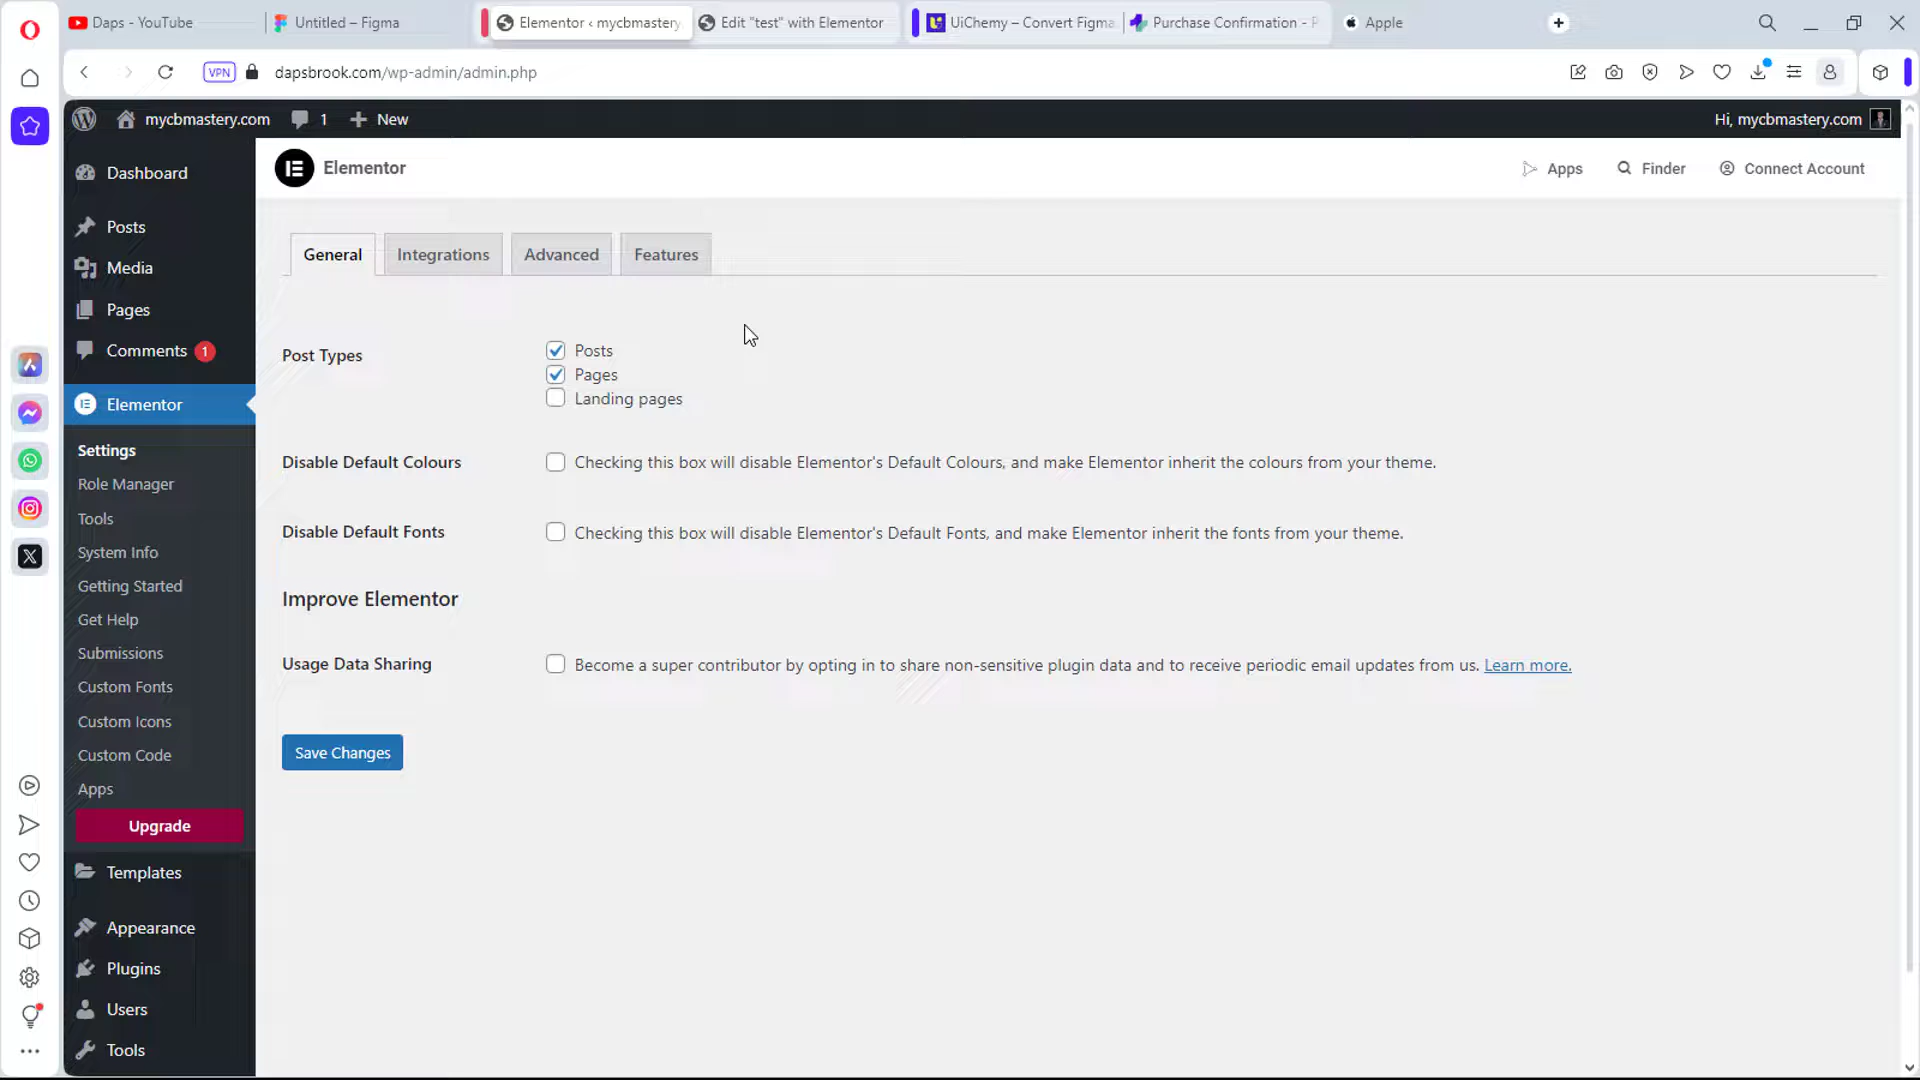 Daps - YouTube
Untitled – Figma
Elementor ‹ mycbmastery
Edit "test" with Elementor
UiChemy – Convert Figma
Purchase Confirmation - P
Apple
VPN
dapsbrook.com/wp-admin/admin.php
mycbmastery.com
1
New
Hi, mycbmastery.com
Dashboard
Posts
Media
Pages
Comments 1
Elementor
Settings
Role Manager
Tools
System Info
Getting Started
Get Help
Submissions
Custom Fonts
Custom Icons
Custom Code
Apps
Upgrade
Templates
Appearance
Plugins
Users
Tools
Elementor
Apps
Finder
Connect Account
General
Integrations
Advanced
Features
Post Types
Posts
Pages
Landing pages
Disable Default Colours
Checking this box will disable Elementor's Default Colours, and make Elementor inherit the colours from your theme.
Disable Default Fonts
Checking this box will disable Elementor's Default Fonts, and make Elementor inherit the fonts from your theme.
Improve Elementor
Usage Data Sharing
Become a super contributor by opting in to share non-sensitive plugin data and to receive periodic email updates from us. Learn more.
Save Changes